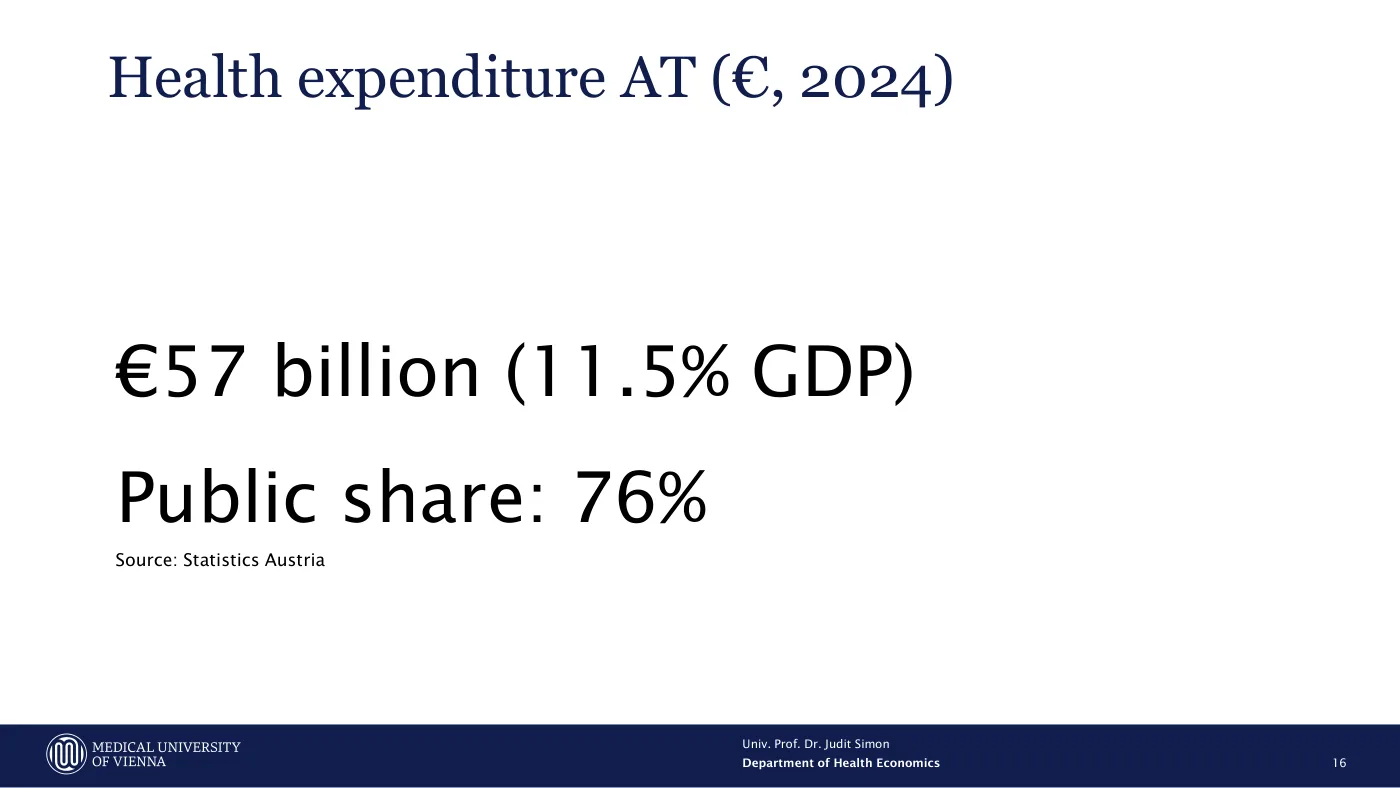 Health expenditure AT (€, 2024)
€57 billion (11.5% GDP)
Public share: 76%
Source: Statistics Austria
MEDICAL UNIVERSITY
OF VIENNA
Univ. Prof. Dr. Judit Simon
Department of Health Economics
16